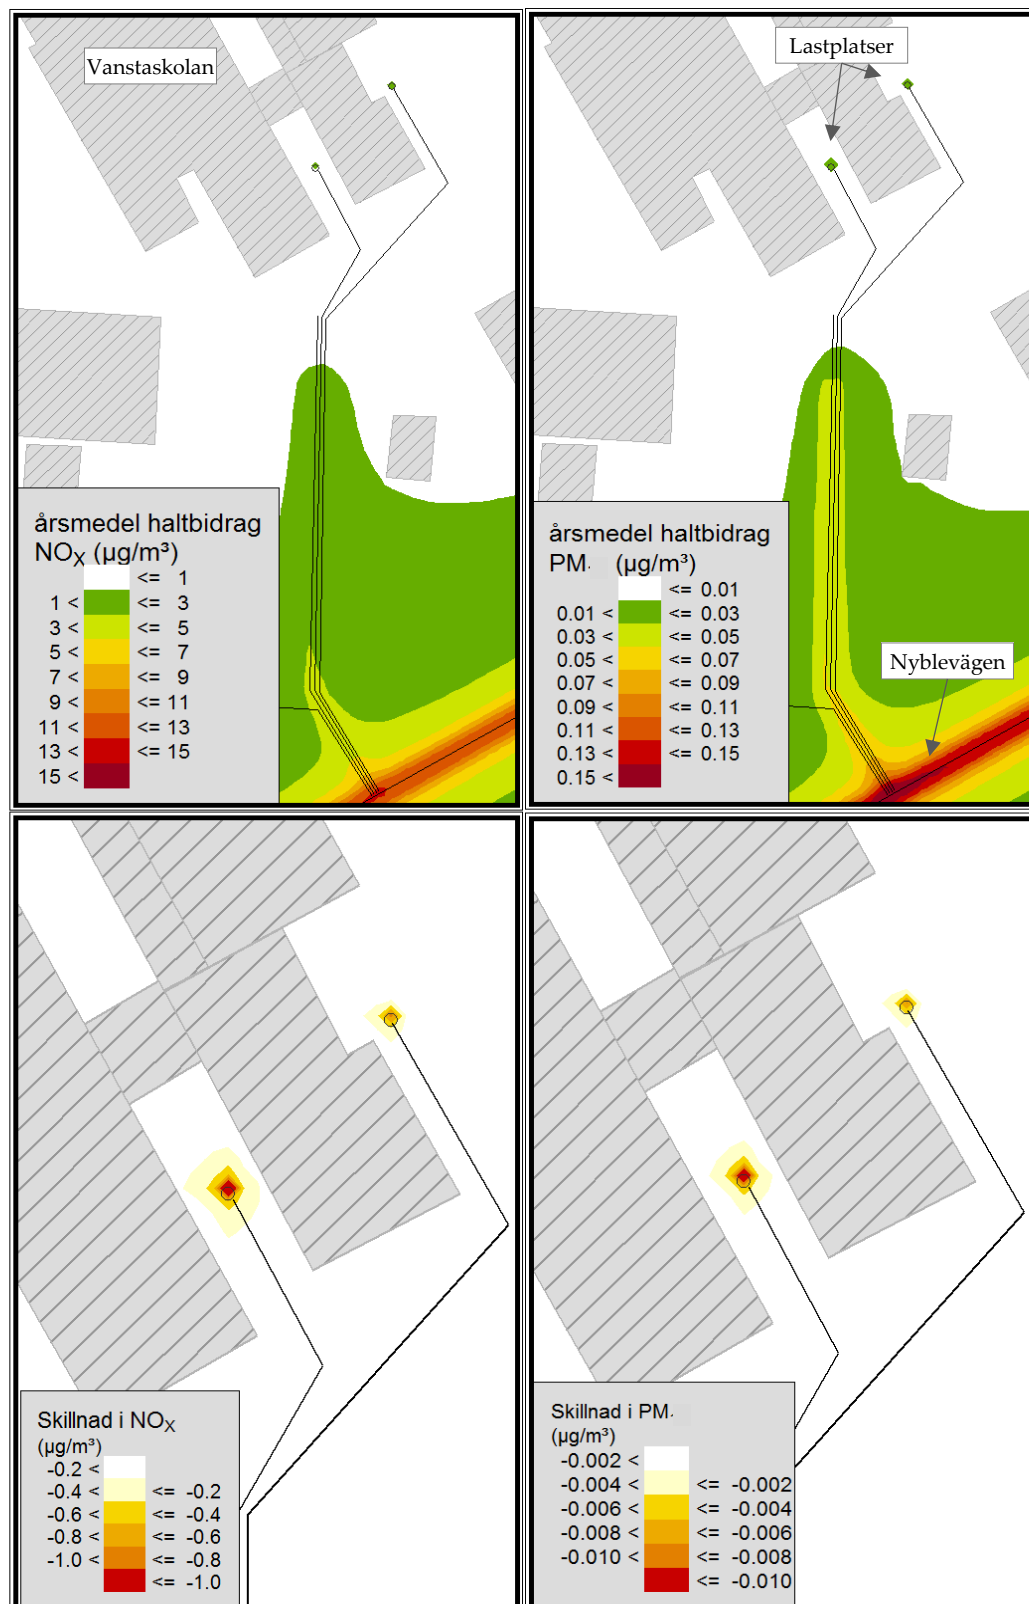 Vanstaskolan
årsmedel haltbidrag
NOX (µg/m³)
<= 1
1 < <= 3
3 < <= 5
5 < <= 7
7 < <= 9
9 < <= 11
11 < <= 13
13 < <= 15
15 <
Lastplatser
Nyblevägen
årsmedel haltbidrag
PM (µg/m³)
<= 0.01
0.01 < <= 0.03
0.03 < <= 0.05
0.05 < <= 0.07
0.07 < <= 0.09
0.09 < <= 0.11
0.11 < <= 0.13
0.13 < <= 0.15
0.15 <
Skillnad i NOX
(µg/m³)
-0.2 <
-0.4 < <= -0.2
-0.6 < <= -0.4
-0.8 < <= -0.6
-1.0 < <= -0.8
<= -1.0
Skillnad i PM
(µg/m³)
-0.002 <
-0.004 < <= -0.002
-0.006 < <= -0.004
-0.008 < <= -0.006
-0.010 < <= -0.008
<= -0.010